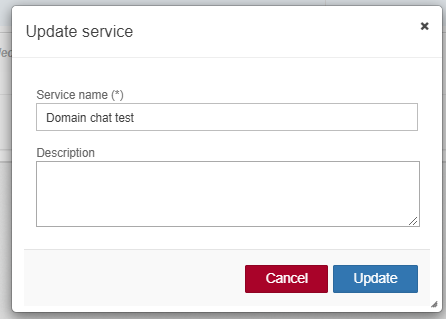 Update service
Service name (*)
Domain chat test
Description
Cancel
Update